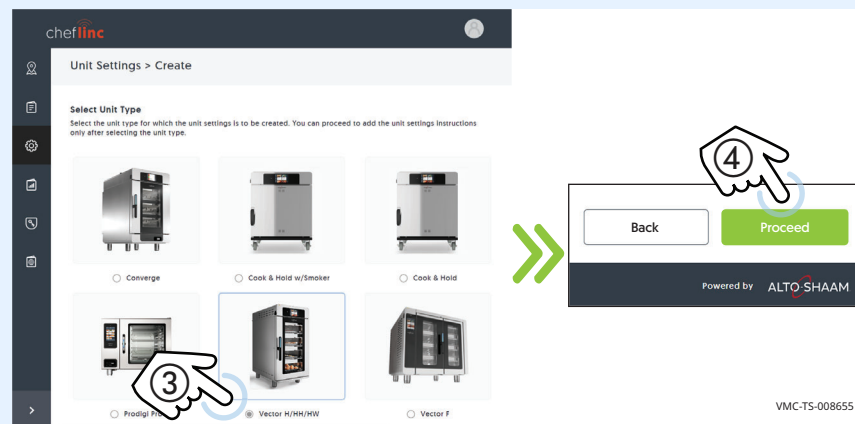 cheflinc
Unit Settings > Create
Select Unit Type
Select the unit type for which the unit settings is to be created. You can proceed to add the unit settings instructions
only after selecting the unit type.
Converge
Cook & Hold w/Smoker
Cook & Hold
Prodigi Pro
Vector H/HH/HW
Vector F
3
4
Back
Proceed
Powered by ALTO-SHAAM
VMC-TS-008655